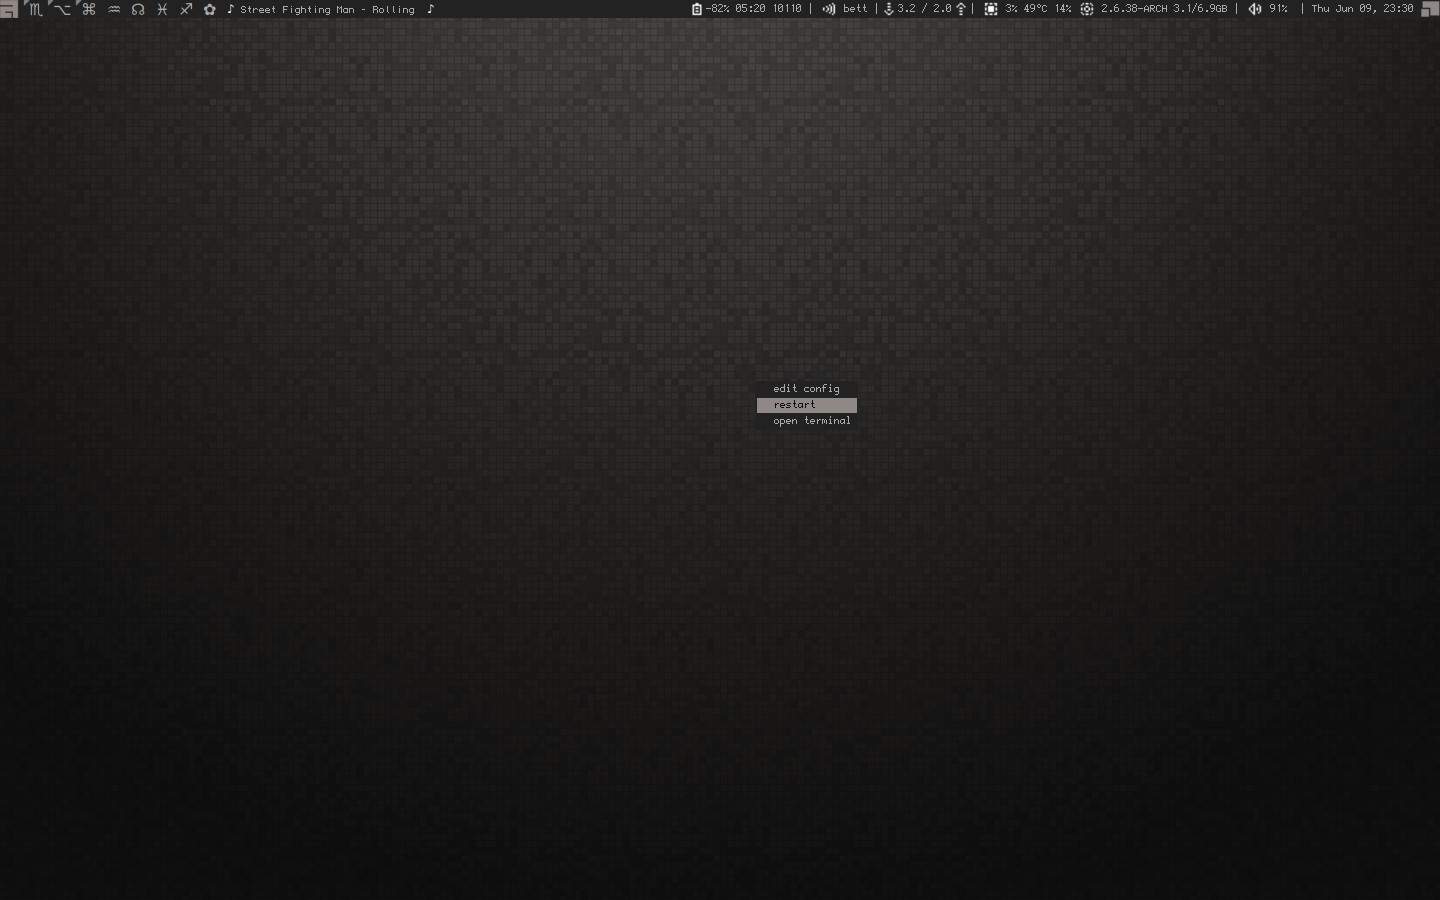 ♏ ⌥ ⌘ ♒ ☊ ♓ ♐ ✿ ♪ Street Fighting Man - Rolling ♪ -82% 05:20 10110 | bett | 3.2 / 2.0 | 3% 49°C 14% 2.6.38-ARCH 3.1/6.9GB | 91% | Thu Jun 09, 23:30
edit config
restart
open terminal